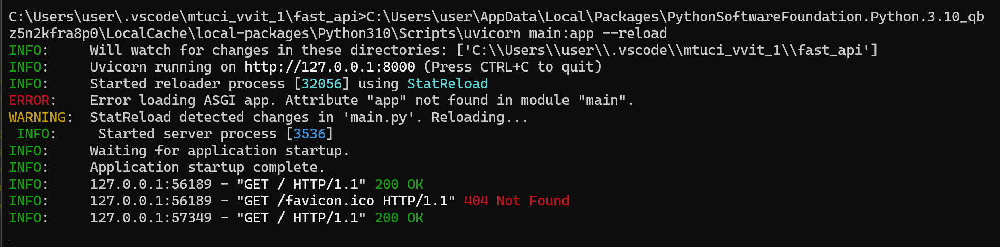 C:\Users\user\.vscode\mtuci_vvit_1\fast_api>C:\Users\user\AppData\Local\Packages\PythonSoftwareFoundation.Python.3.10_qb
z5n2kfra8p0\LocalCache\local-packages\Python310\Scripts\uvicorn main:app --reload
INFO:     Will watch for changes in these directories: ['C:\\Users\\user\\.vscode\\mtuci_vvit_1\\fast_api']
INFO:     Uvicorn running on http://127.0.0.1:8000 (Press CTRL+C to quit)
INFO:     Started reloader process [32056] using StatReload
ERROR:    Error loading ASGI app. Attribute "app" not found in module "main".
WARNING:  StatReload detected changes in 'main.py'. Reloading...
 INFO:     Started server process [3536]
INFO:     Waiting for application startup.
INFO:     Application startup complete.
INFO:     127.0.0.1:56189 - "GET / HTTP/1.1" 200 OK
INFO:     127.0.0.1:56189 - "GET /favicon.ico HTTP/1.1" 404 Not Found
INFO:     127.0.0.1:57349 - "GET / HTTP/1.1" 200 OK